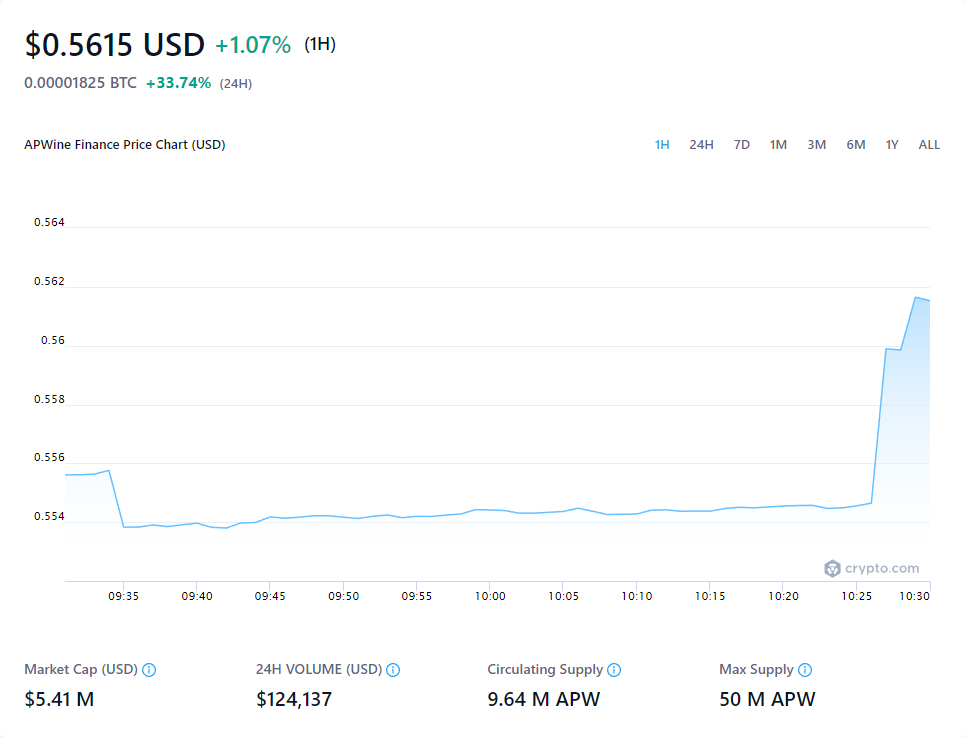 $0.5615 USD +1.07% (1H)
0.00001825 BTC +33.74% (24H)
APWine Finance Price Chart (USD) 1H 24H 7D 1M 3M 6M 1Y ALL
0.564
0.562
0.56
0.558
0.556
0.554
crypto.com
09:35 09:40 09:45 09:50 09:55 10:00 10:05 10:10 10:15 10:20 10:25 10:30
Market Cap (USD) 24H VOLUME (USD) Circulating Supply Max Supply
$5.41 M $124,137 9.64 M APW 50 M APW